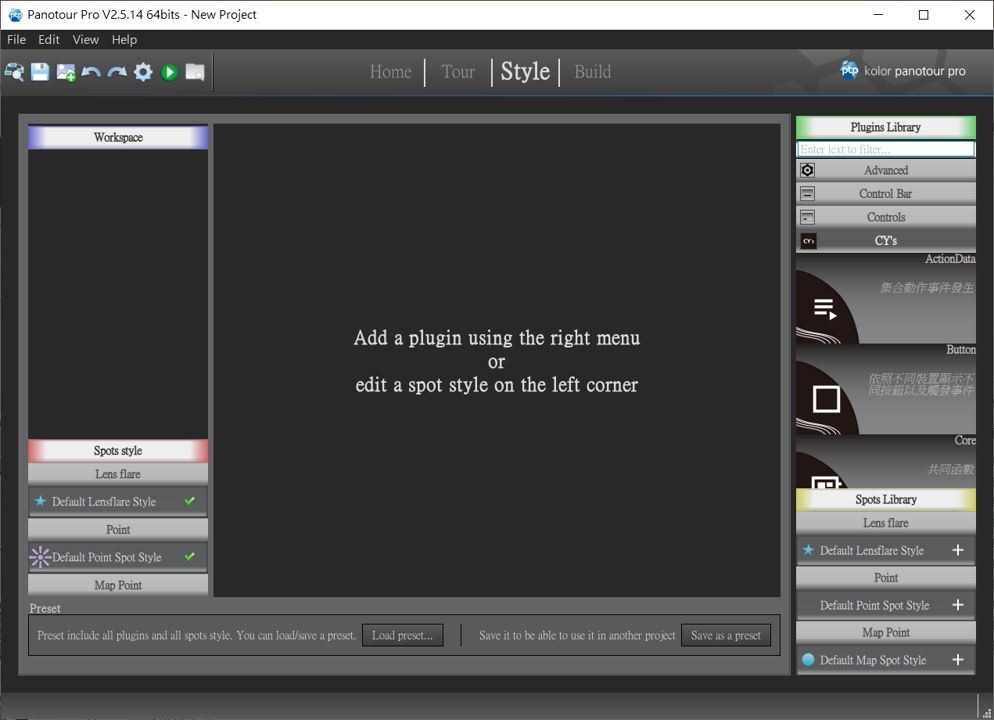 Panotour Pro V2.5.14 64bits - New Project
File Edit View Help
Home Tour Style Build
ptp kolor panotour pro
Workspace
Add a plugin using the right menu
or
edit a spot style on the left corner
Spots style
Lens flare
Default Lensflare Style
Point
Default Point Spot Style
Map Point
Preset
Preset include all plugins and all spots style. You can load/save a preset. Load preset... Save it to be able to use it in another project Save as a preset
Plugins Library
Enter text to filter...
Advanced
Control Bar
Controls
CY's CY's
ActionData
集合動作事件發生
Button
依照不同裝置顯示不
同按鈕以及觸發事件
Core
共同函數
Spots Library
Lens flare
Default Lensflare Style
Point
Default Point Spot Style
Map Point
Default Map Spot Style